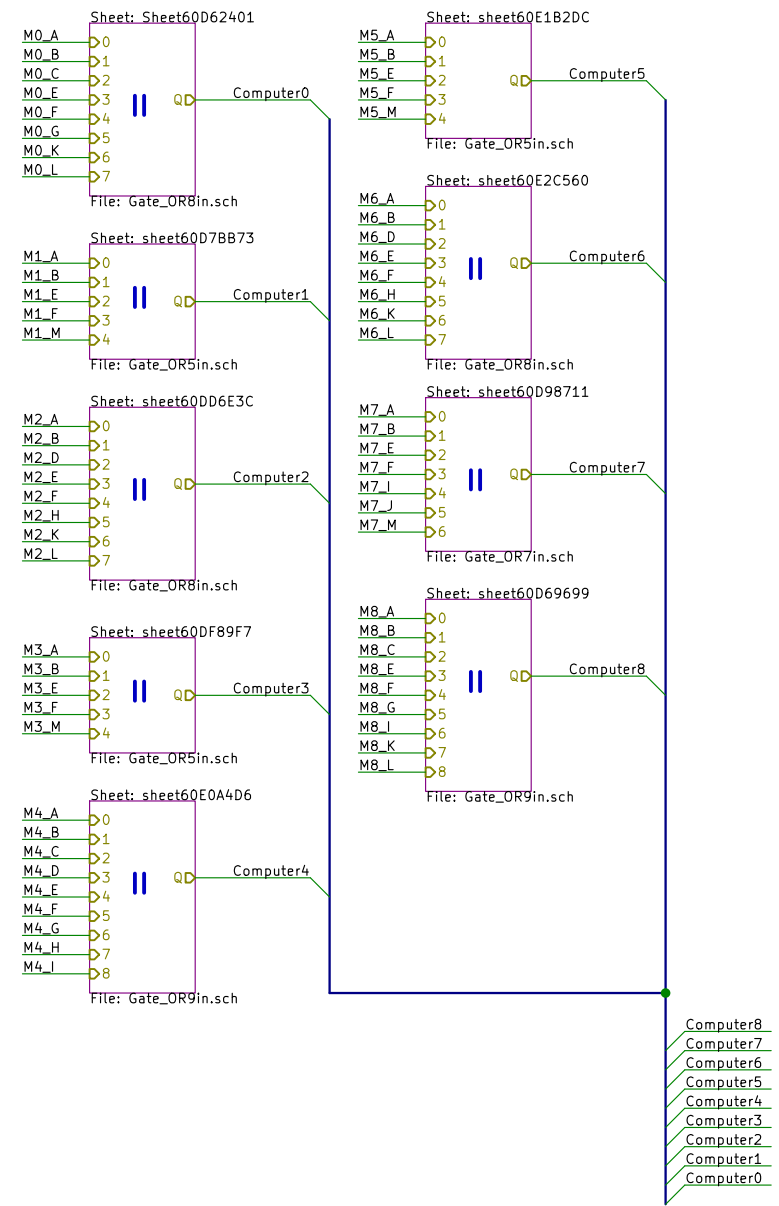 Sheet: Sheet60D62401
M0_A 0
M0_B 1
M0_C 2
M0_E 3 Q Computer0
M0_F 4
M0_G 5
M0_K 6
M0_L 7
File: Gate_OR8in.sch
Sheet: sheet60D7BB73
M1_A 0
M1_B 1
M1_E 2 Q Computer1
M1_F 3
M1_M 4
File: Gate_OR5in.sch
Sheet: sheet60DD6E3C
M2_A 0
M2_B 1
M2_D 2
M2_E 3 Q Computer2
M2_F 4
M2_H 5
M2_K 6
M2_L 7
File: Gate_OR8in.sch
Sheet: sheet60DF89F7
M3_A 0
M3_B 1
M3_E 2 Q Computer3
M3_F 3
M3_M 4
File: Gate_OR5in.sch
Sheet: sheet60E0A4D6
M4_A 0
M4_B 1
M4_C 2
M4_D 3 Q Computer4
M4_E 4
M4_F 5
M4_G 6
M4_H 7
M4_I 8
File: Gate_OR9in.sch
Sheet: sheet60E1B2DC
M5_A 0
M5_B 1
M5_E 2 Q Computer5
M5_F 3
M5_M 4
File: Gate_OR5in.sch
Sheet: sheet60E2C560
M6_A 0
M6_B 1
M6_D 2
M6_E 3 Q Computer6
M6_F 4
M6_H 5
M6_K 6
M6_L 7
File: Gate_OR8in.sch
Sheet: sheet60D98711
M7_A 0
M7_B 1
M7_E 2
M7_F 3 Q Computer7
M7_I 4
M7_J 5
M7_M 6
File: Gate_OR7in.sch
Sheet: sheet60D69699
M8_A 0
M8_B 1
M8_C 2
M8_E 3 Q Computer8
M8_F 4
M8_G 5
M8_I 6
M8_K 7
M8_L 8
File: Gate_OR9in.sch
Computer8
Computer7
Computer6
Computer5
Computer4
Computer3
Computer2
Computer1
Computer0